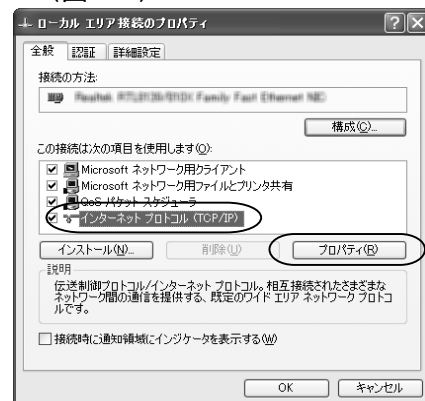 ローカル エリア接続のプロパティ
全般 認証 詳細設定
接続の方法:
Family Fast Ethernet NIC
構成(C)...
この接続は次の項目を使用します(O):
Microsoft ネットワーク用クライアント
Microsoft ネットワーク用ファイルとプリンタ共有
QoS パケット スケジューラ
インターネット プロトコル (TCP/IP)
インストール(N)... 削除(U) プロパティ(R)
説明
伝送制御プロトコル/インターネット プロトコル。相互接続されたさまざまな
ネットワーク間の通信を提供する、既定のワイド エリア ネットワーク プロトコ
ルです。
接続時に通知領域にインジケータを表示する(W)
OK キャンセル